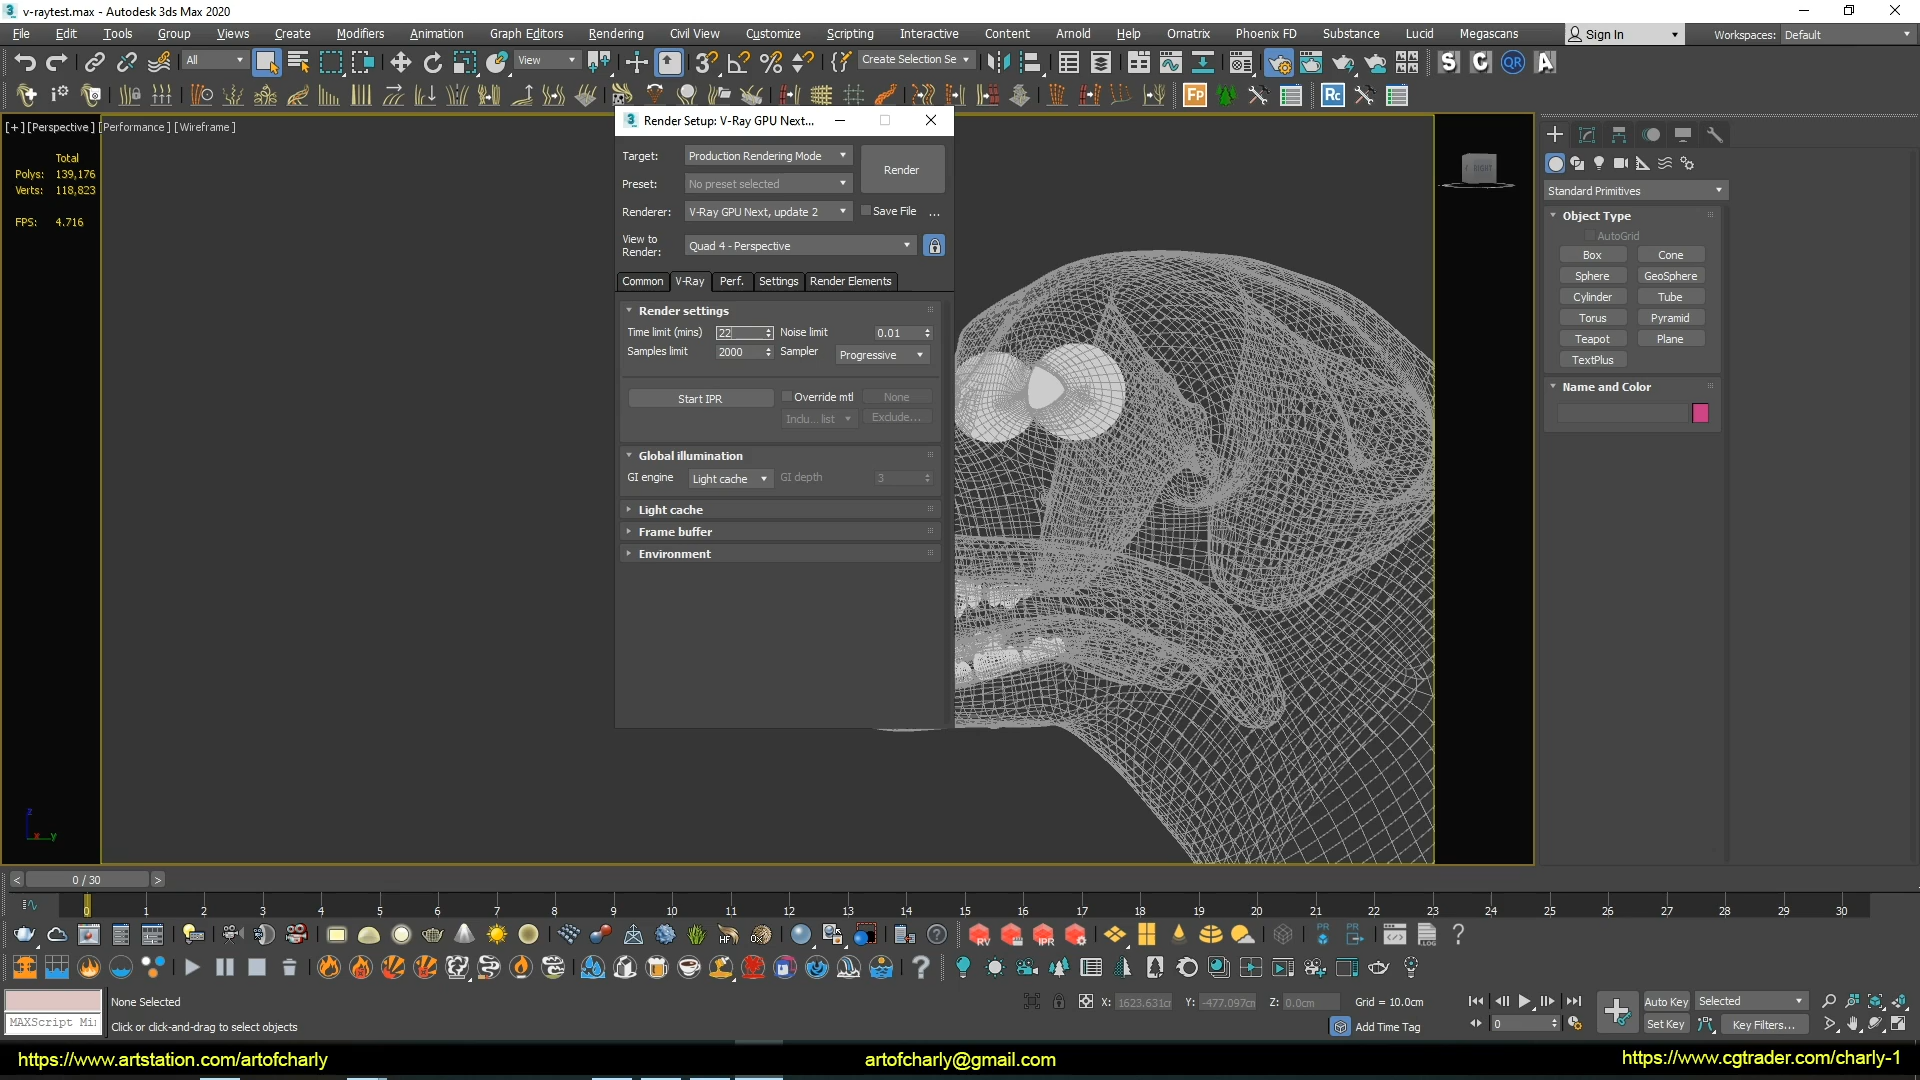 v-raytest.max - Autodesk 3ds Max 2020
File Edit Tools Group Views Create Modifiers Animation Graph Editors Rendering Civil View Customize Scripting Interactive Content Arnold Help Ornatrix Phoenix FD Substance Lucid Megascans
Sign In
Workspaces: Default
All
View
Create Selection Se
[+] [Perspective] [Performance] [Wireframe]
Total
Polys: 139,176
Verts: 118,823
FPS: 4.716
Render Setup: V-Ray GPU Next...
Target: Production Rendering Mode
Render
Preset: No preset selected
Renderer: V-Ray GPU Next, update 2
Save File ...
View to Render: Quad 4 - Perspective
Common V-Ray Perf. Settings Render Elements
Render settings
Time limit (mins) 22 Noise limit 0.01
Samples limit 2000 Sampler Progressive
Start IPR Override mtl None
Inclu... list Exclude...
Global illumination
GI engine Light cache GI depth 3
Light cache
Frame buffer
Environment
RIGHT
Standard Primitives
Object Type
AutoGrid
Box Cone
Sphere GeoSphere
Cylinder Tube
Torus Pyramid
Teapot Plane
TextPlus
Name and Color
z
x y
< 0 / 30 >
0 1 2 3 4 5 6 7 8 9 10 11 12 13 14 15 16 17 18 19 20 21 22 23 24 25 26 27 28 29 30
None Selected
MAXScript Mi
Click or click-and-drag to select objects
X: 1623.631cm Y: -477.097cm Z: 0.0cm Grid = 10.0cm
Add Time Tag
0
Auto Key Selected
Set Key Key Filters...
https://www.artstation.com/artofcharly
artofcharly@gmail.com
https://www.cgtrader.com/charly-1